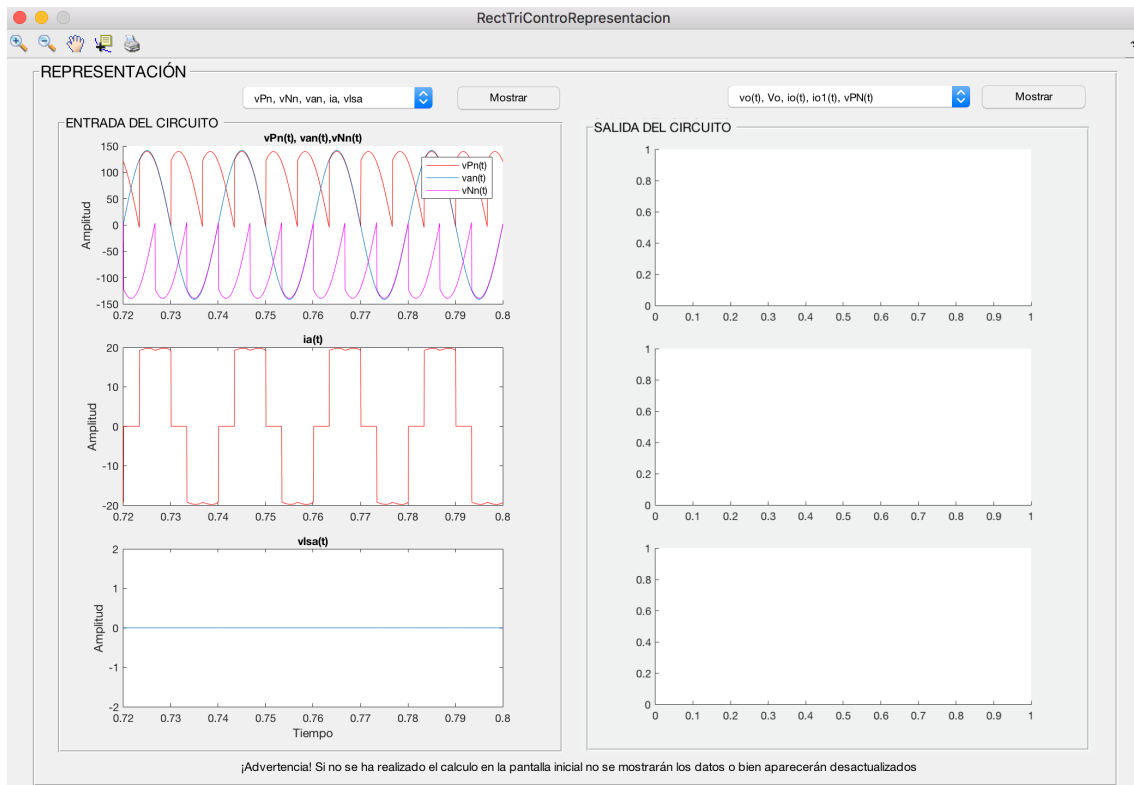 RectTriControRepresentacion
REPRESENTACIÓN
vPn, vNn, van, ia, vlsa
Mostrar
vo(t), Vo, io(t), io1(t), vPN(t)
Mostrar
ENTRADA DEL CIRCUITO
vPn(t), van(t),vNn(t)
150
100
50
0
-50
-100
-150
Amplitud
vPn(t)
van(t)
vNn(t)
0.72 0.73 0.74 0.75 0.76 0.77 0.78 0.79 0.8
ia(t)
20
10
0
-10
-20
Amplitud
0.72 0.73 0.74 0.75 0.76 0.77 0.78 0.79 0.8
vlsa(t)
2
1
0
-1
-2
Amplitud
0.72 0.73 0.74 0.75 0.76 0.77 0.78 0.79 0.8
Tiempo
SALIDA DEL CIRCUITO
1
0.8
0.6
0.4
0.2
0
0 0.1 0.2 0.3 0.4 0.5 0.6 0.7 0.8 0.9 1
1
0.8
0.6
0.4
0.2
0
0 0.1 0.2 0.3 0.4 0.5 0.6 0.7 0.8 0.9 1
1
0.8
0.6
0.4
0.2
0
0 0.1 0.2 0.3 0.4 0.5 0.6 0.7 0.8 0.9 1
¡Advertencia! Si no se ha realizado el calculo en la pantalla inicial no se mostrarán los datos o bien aparecerán desactualizados